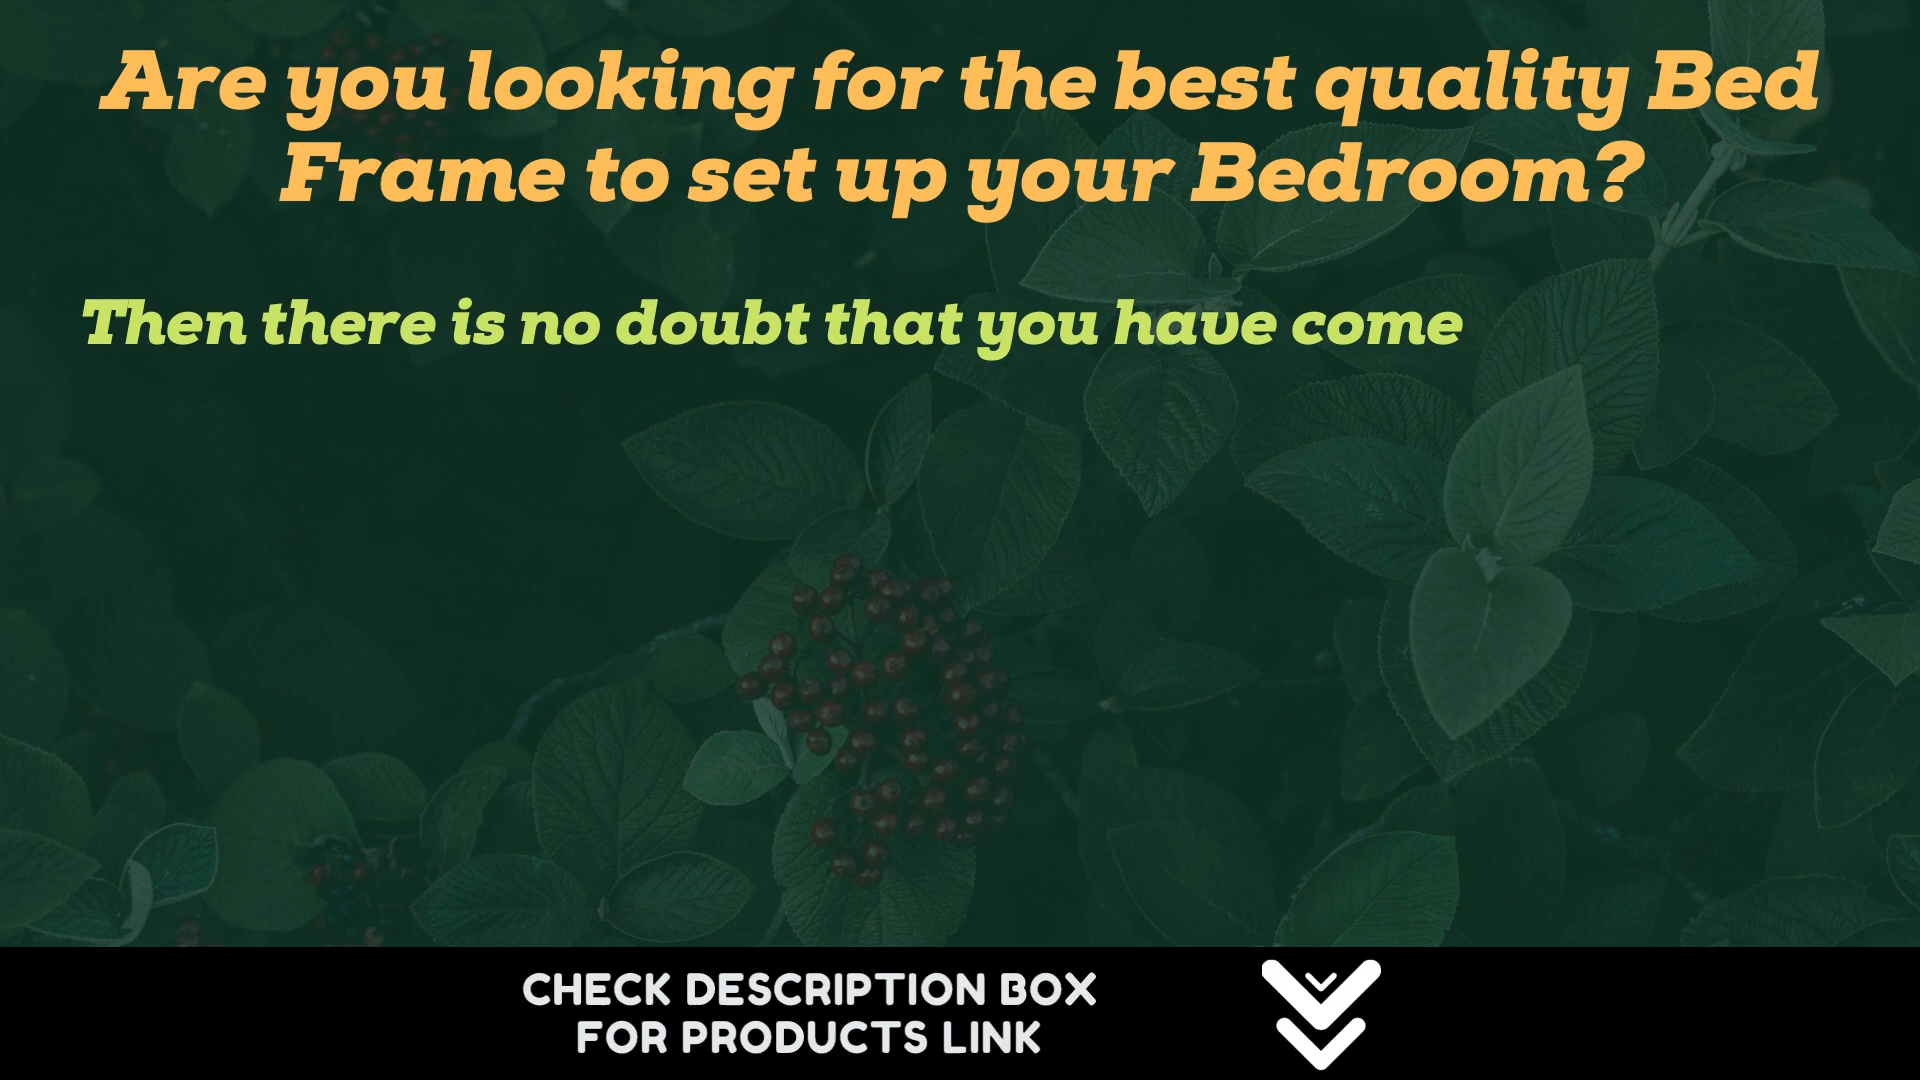 Are you looking for the best quality Bed
Frame to set up your Bedroom?
Then there is no doubt that you have come
CHECK DESCRIPTION BOX
FOR PRODUCTS LINK